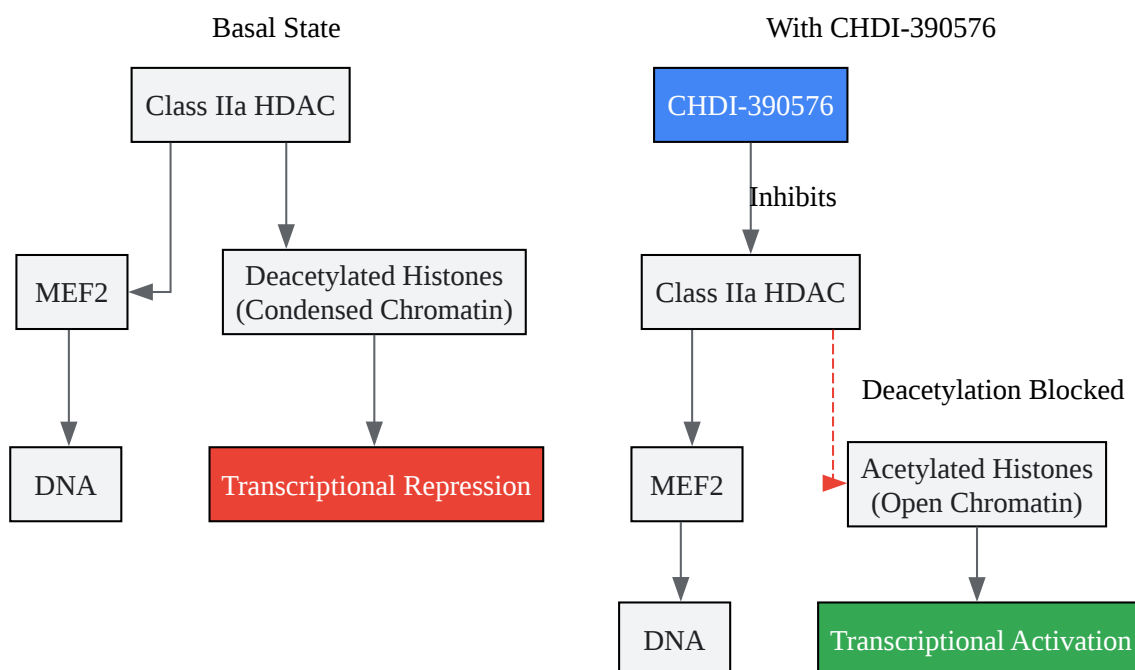 Basal State
Class IIa HDAC
MEF2
Deacetylated Histones
(Condensed Chromatin)
DNA
Transcriptional Repression
With CHDI-390576
CHDI-390576
Inhibits
Class IIa HDAC
Deacetylation Blocked
MEF2
Acetylated Histones
(Open Chromatin)
DNA
Transcriptional Activation